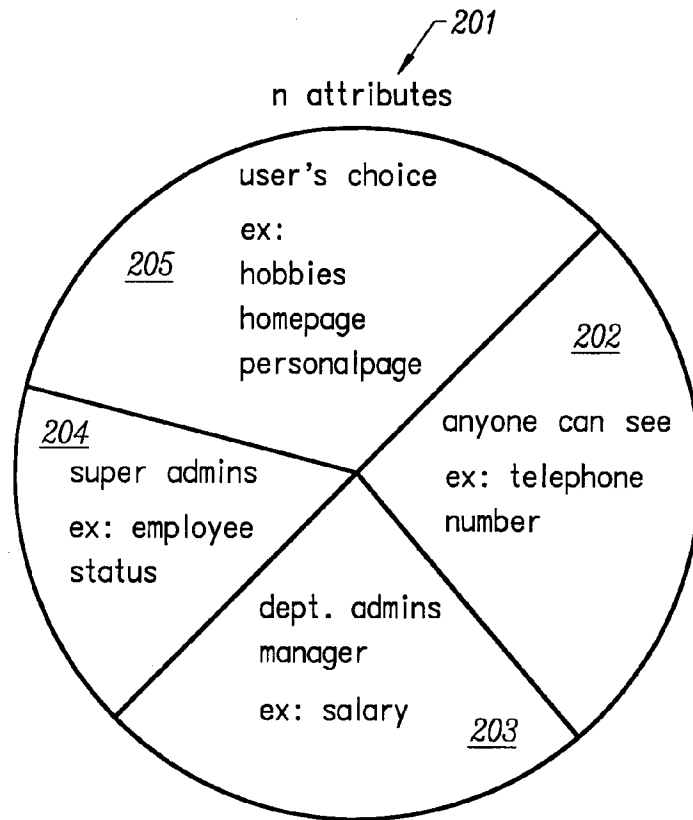 201
n attributes
user's choice
ex:
205
hobbies
homepage
personalpage
202
anyone can see
ex: telephone
number
204
super admins
ex: employee
status
dept. admins
manager
ex: salary
203